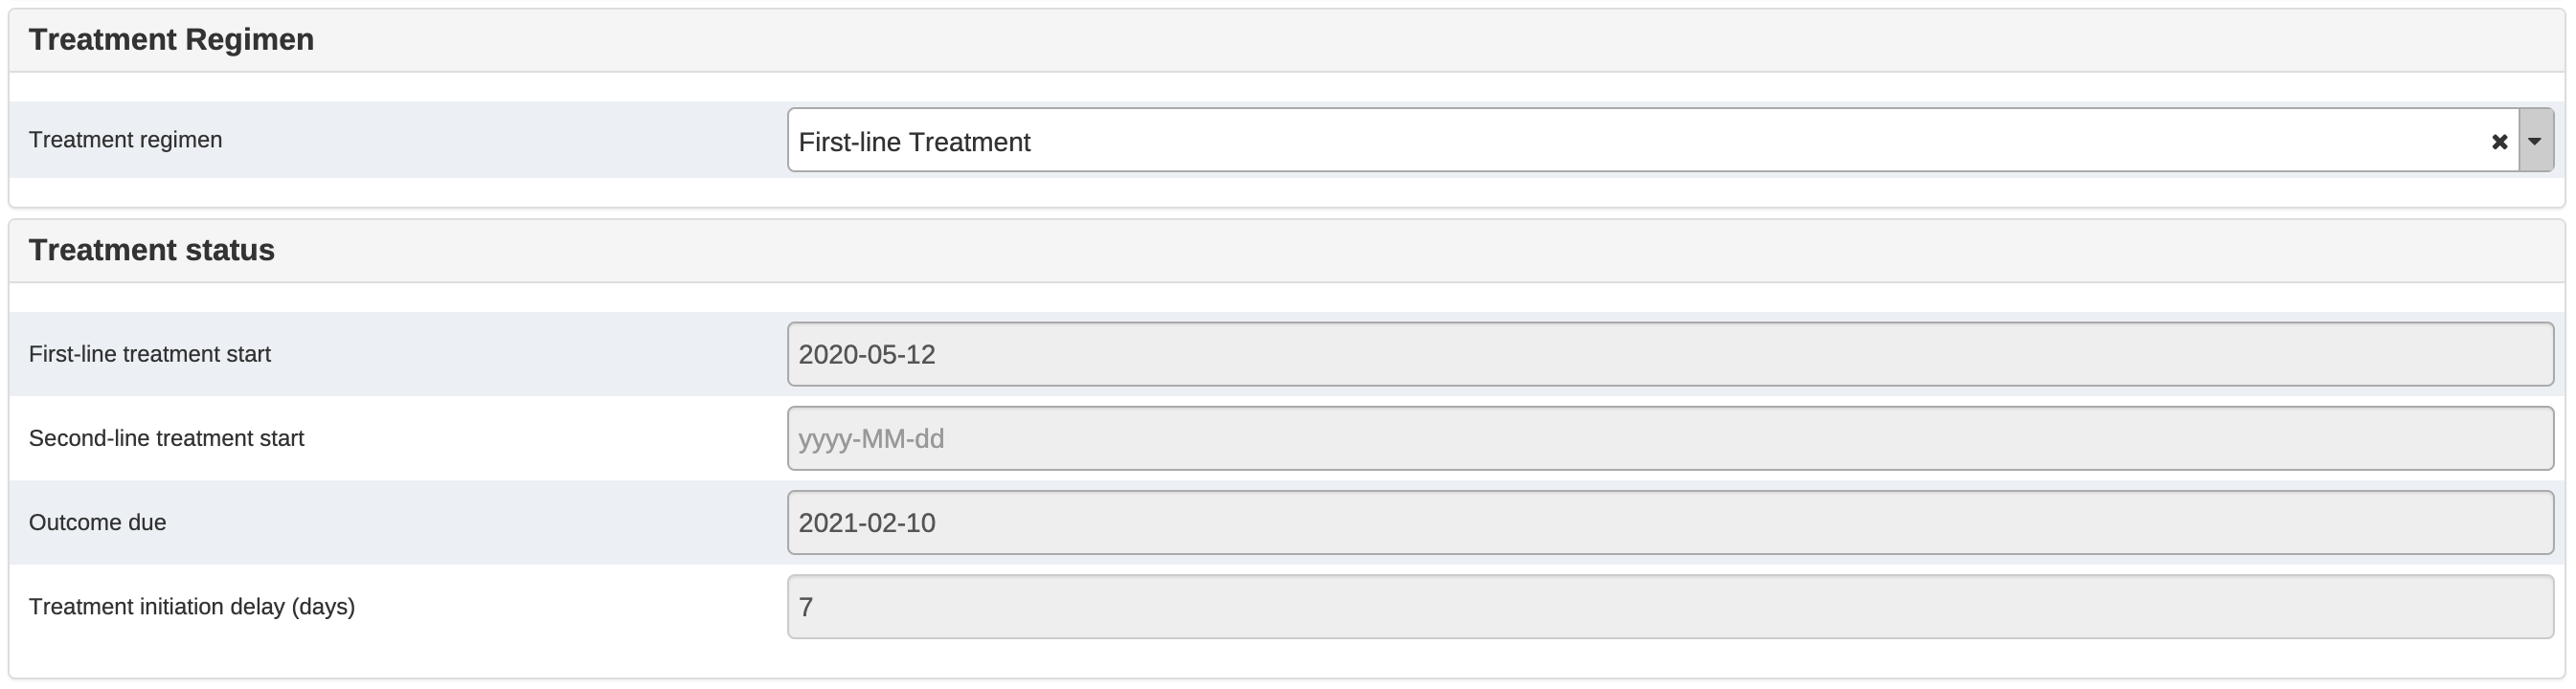 Treatment Regimen
Treatment regimen
First-line Treatment
Treatment status
First-line treatment start
2020-05-12
Second-line treatment start
yyyy-MM-dd
Outcome due
2021-02-10
Treatment initiation delay (days)
7